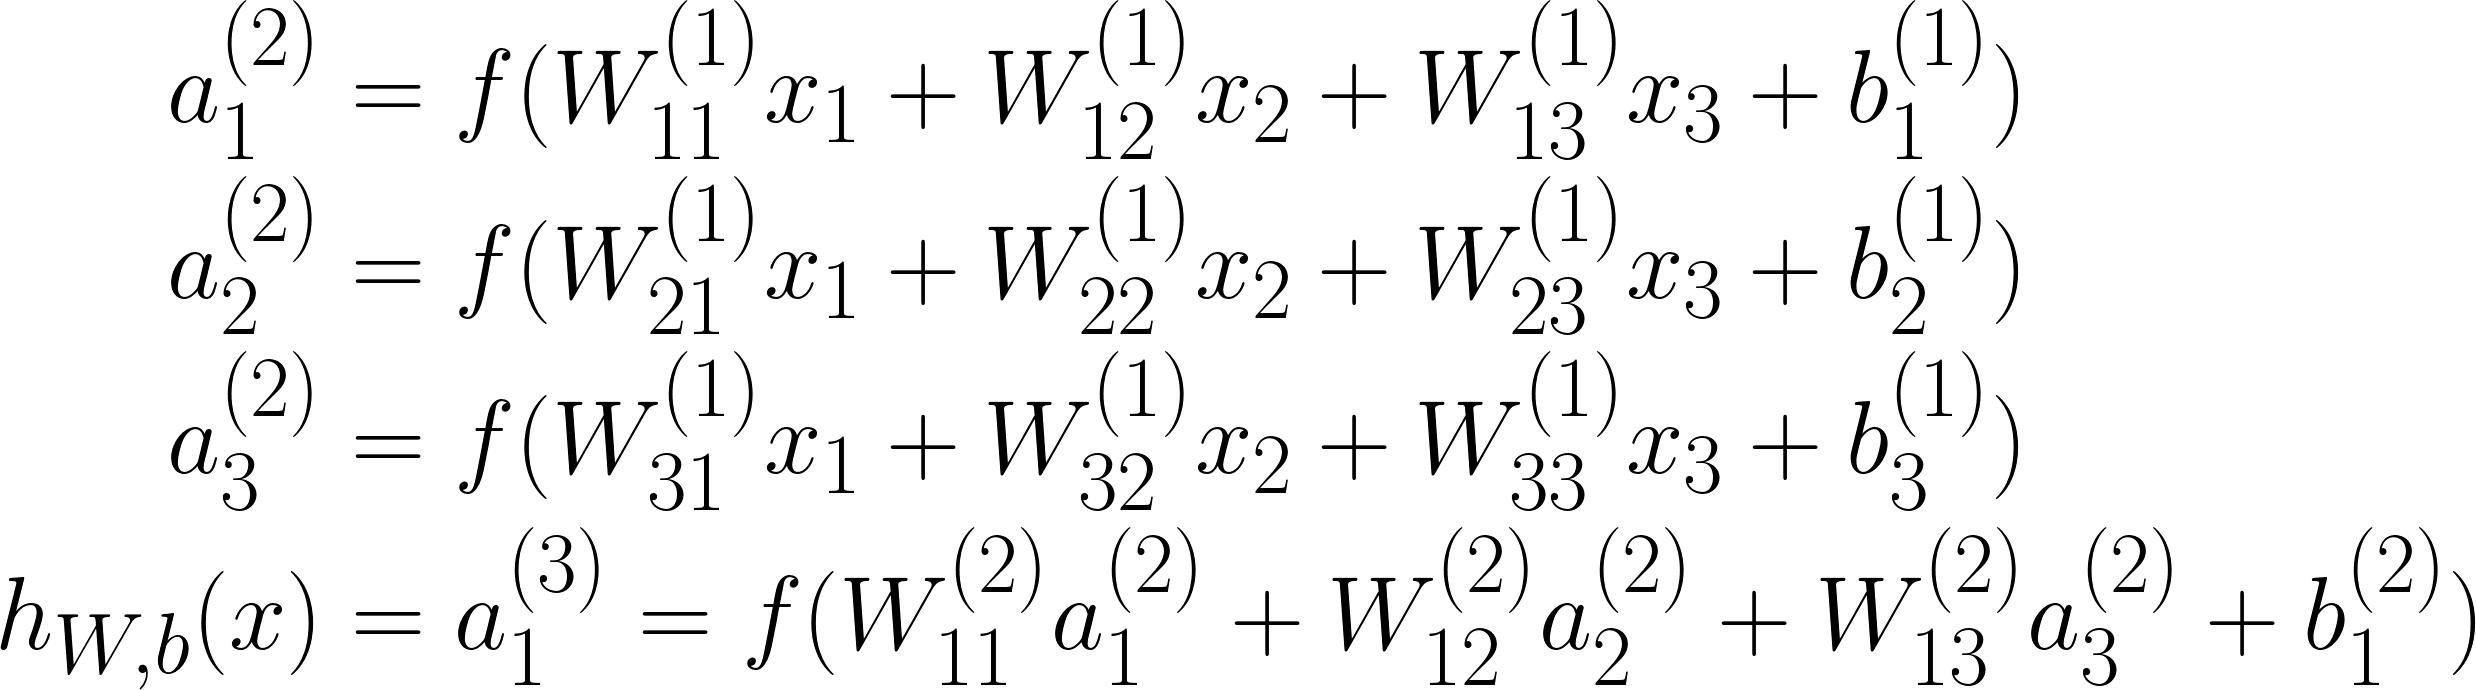 a_1^{(2)} = f(W_{11}^{(1)}x_1 + W_{12}^{(1)}x_2 + W_{13}^{(1)}x_3 + b_1^{(1)})
a_2^{(2)} = f(W_{21}^{(1)}x_1 + W_{22}^{(1)}x_2 + W_{23}^{(1)}x_3 + b_2^{(1)})
a_3^{(2)} = f(W_{31}^{(1)}x_1 + W_{32}^{(1)}x_2 + W_{33}^{(1)}x_3 + b_3^{(1)})
h_{W,b}(x) = a_1^{(3)} = f(W_{11}^{(2)}a_1^{(2)} + W_{12}^{(2)}a_2^{(2)} + W_{13}^{(2)}a_3^{(2)} + b_1^{(2)})